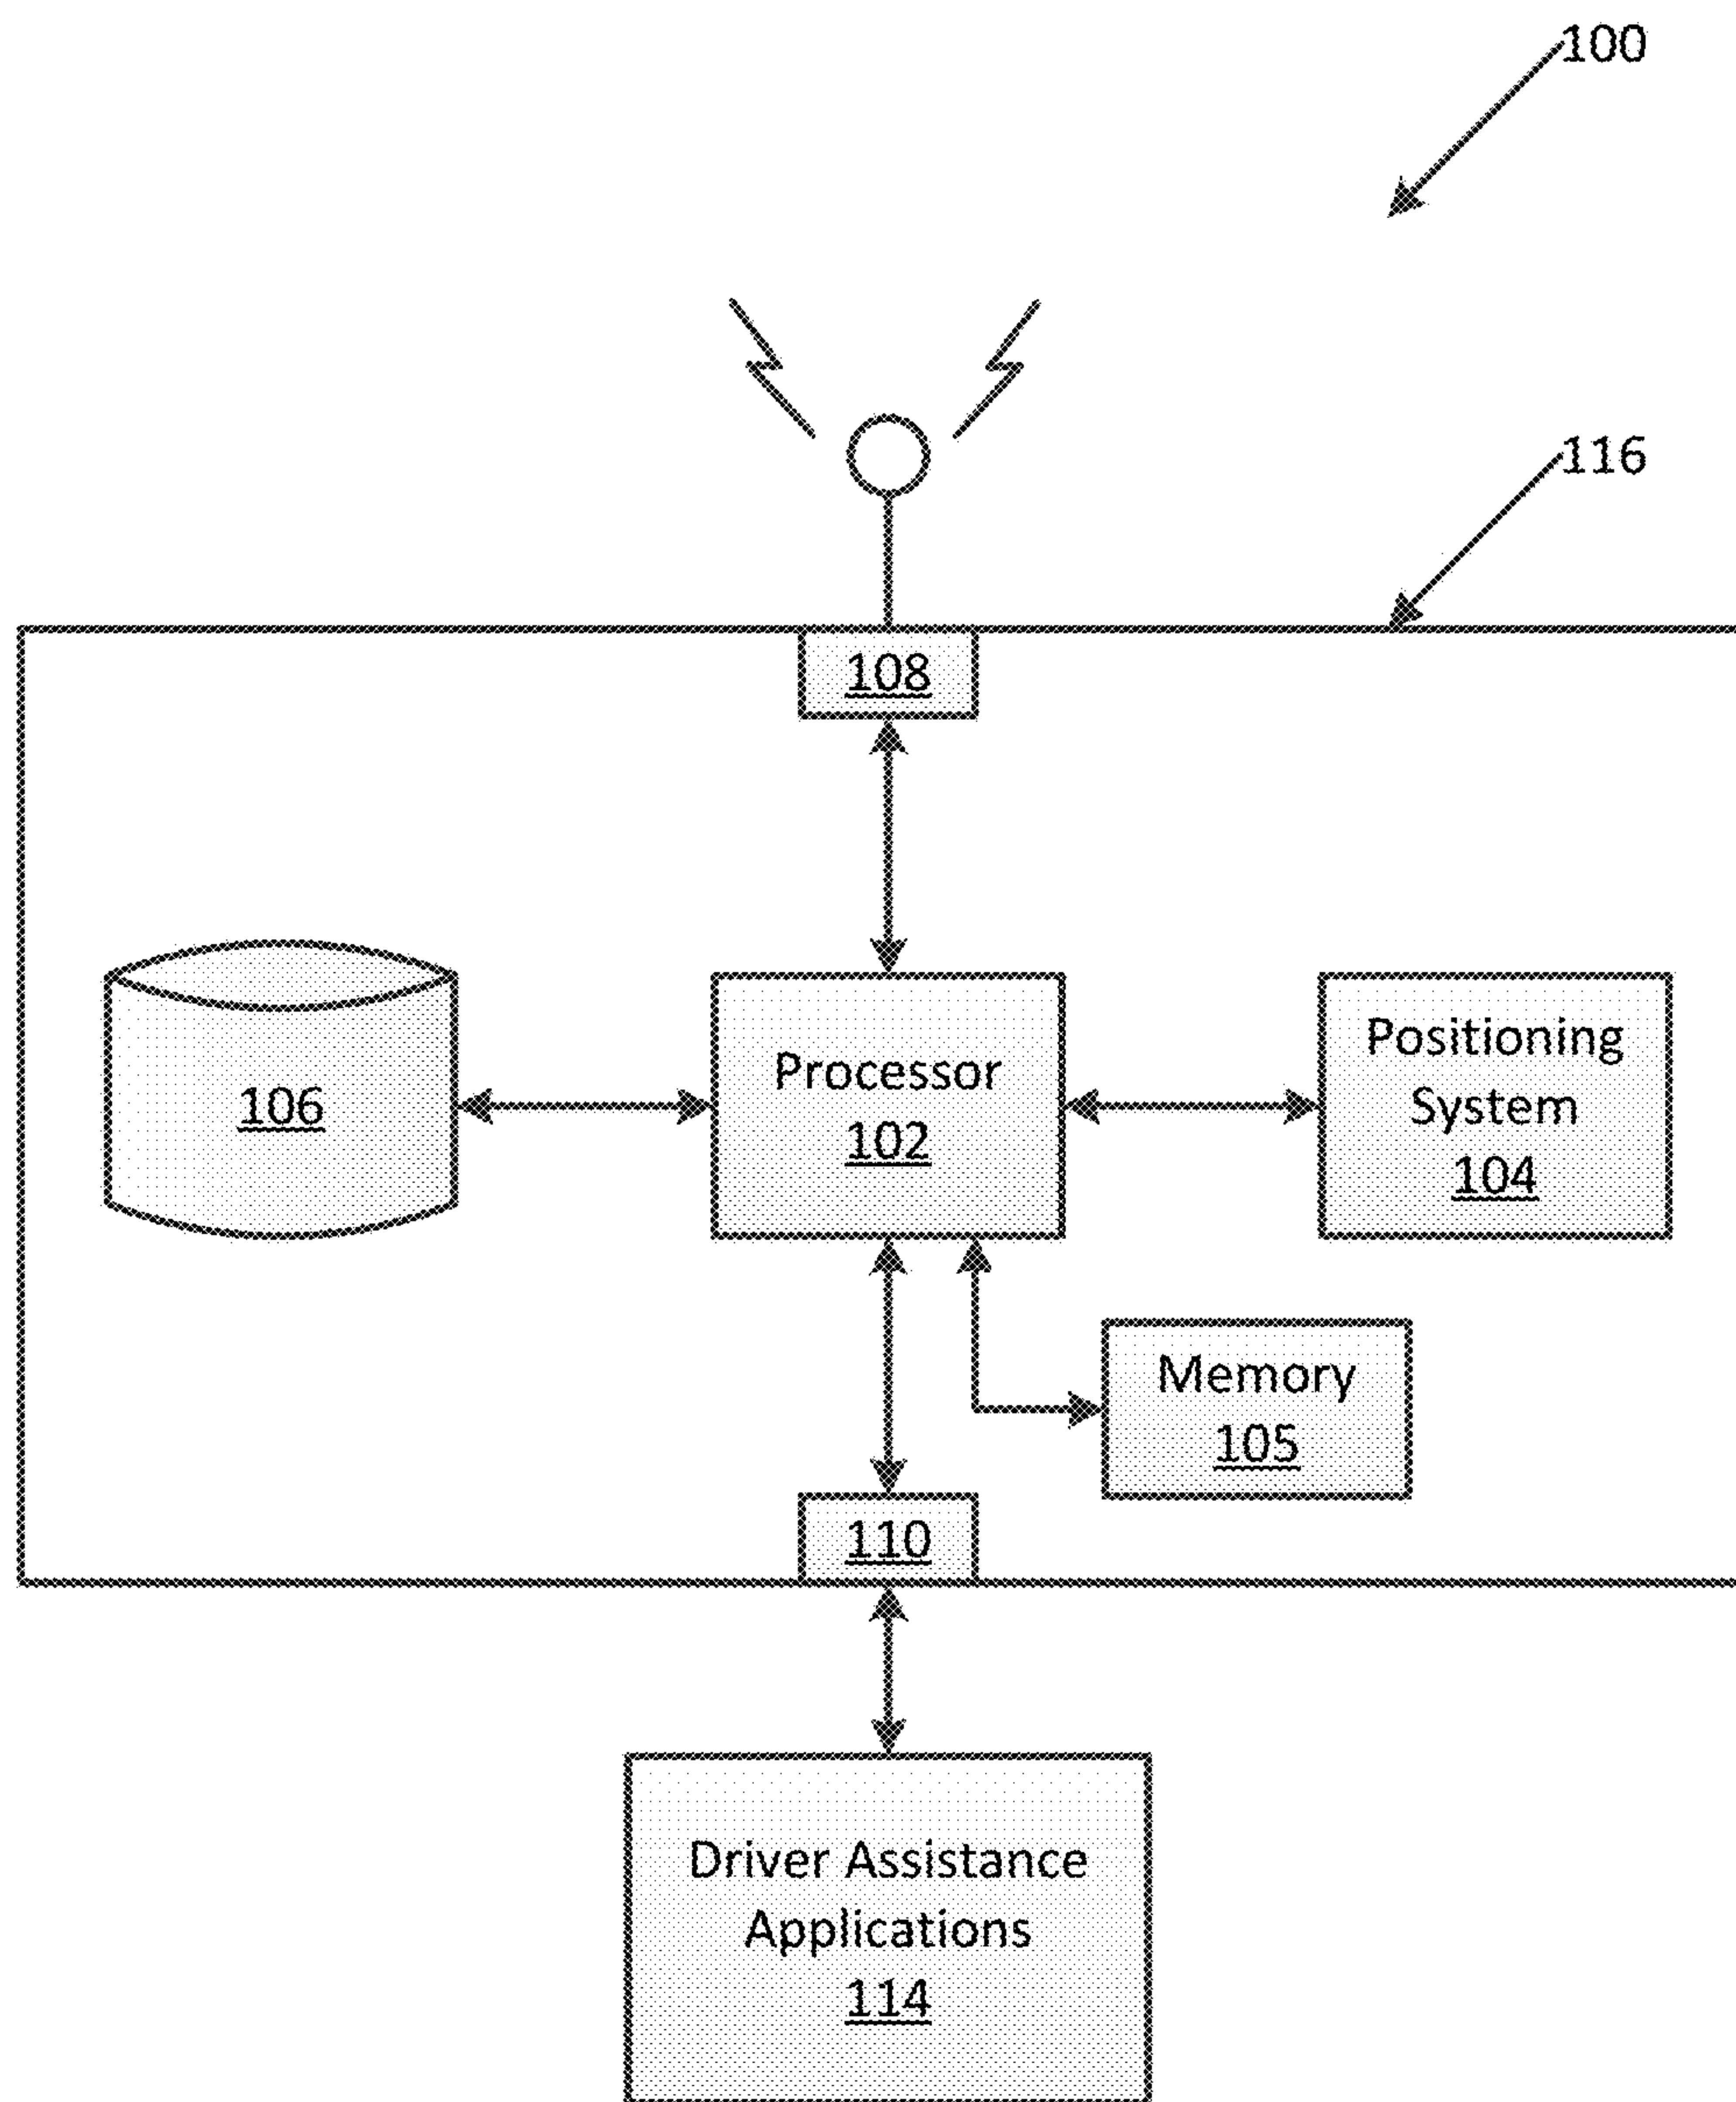 100
116
108
106
Processor
102
Positioning
System
104
Memory
105
110
Driver Assistance
Applications
114